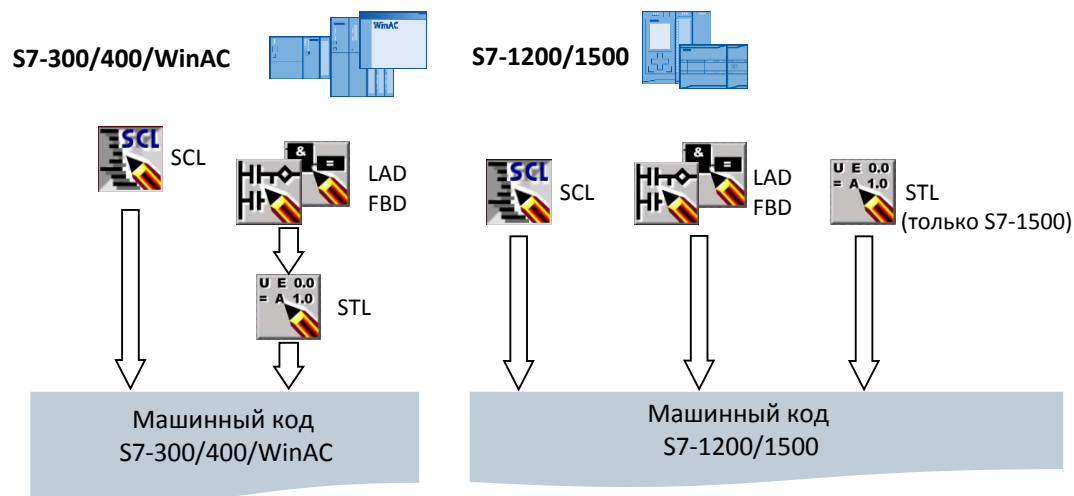 WinAC
S7-300/400/WinAC
S7-1200/1500
SCL
SCL
&
=
LAD
FBD
SCL
SCL
&
=
LAD
FBD
U E 0.0
= A 1.0
STL
(только S7-1500)
U E 0.0
= A 1.0
STL
Машинный код
S7-300/400/WinAC
Машинный код
S7-1200/1500